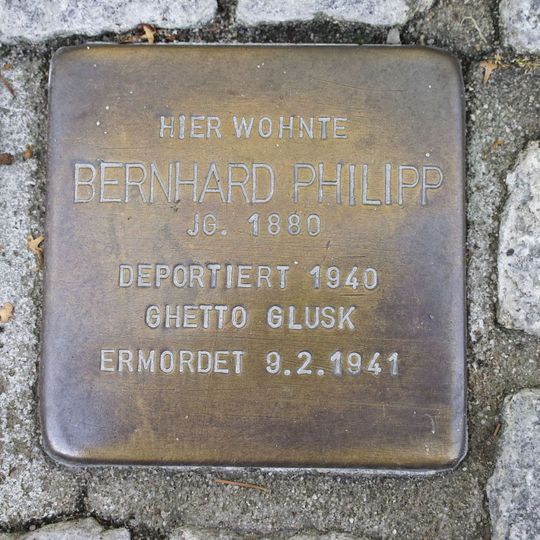 HIER WOHNTE
BERNHARD PHILIPP
JG. 1880
DEPORTIERT 1940
GHETTO GLUSK
ERMORDET 9.2.1941